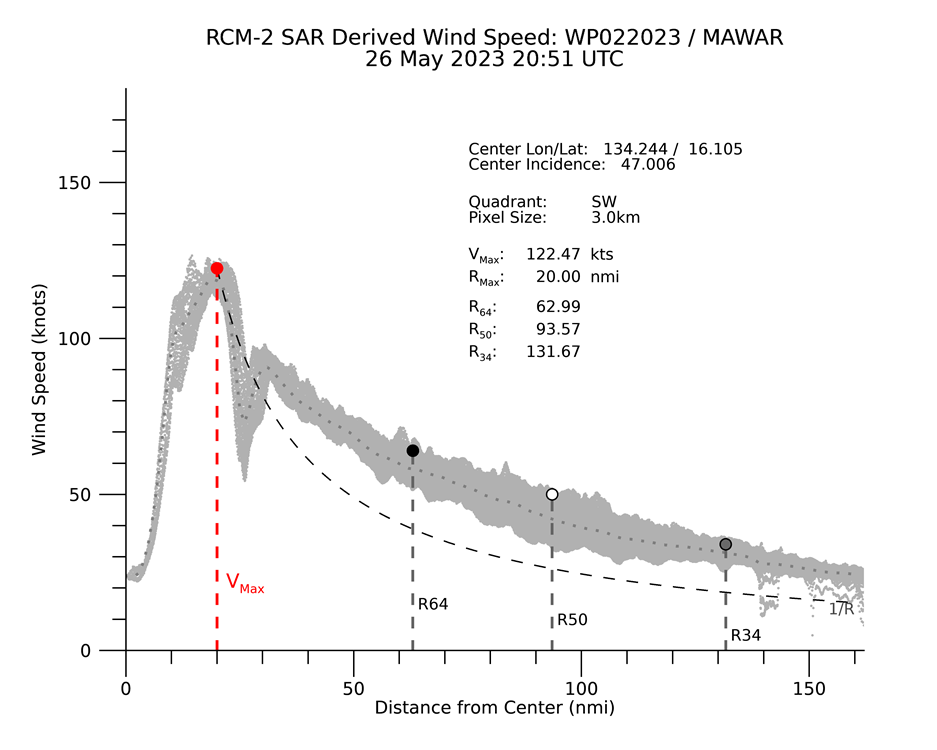 RCM-2 SAR Derived Wind Speed: WP022023 / MAWAR
26 May 2023 20:51 UTC
Center Lon/Lat: 134.244 / 16.105
Center Incidence: 47.006
Quadrant: SW
Pixel Size: 3.0km
VMax: 122.47 kts
RMax: 20.00 nmi
R64: 62.99
R50: 93.57
R34: 131.67
150
100
50
0
Wind Speed (knots)
VMax
R64
R50
R34
1/R
0 50 100 150
Distance from Center (nmi)